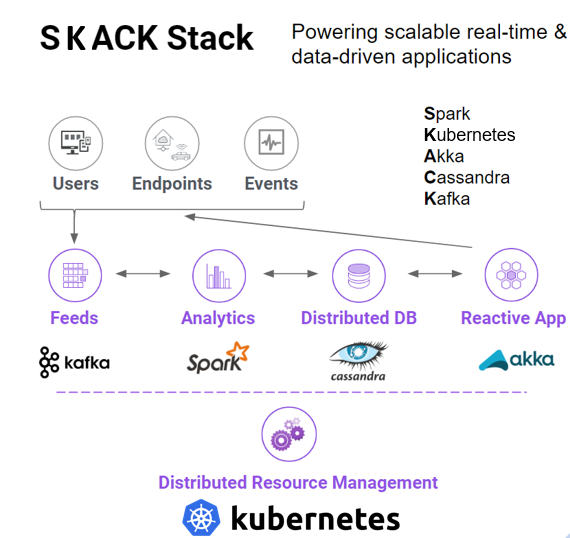 SKACK Stack
Powering scalable real-time &
data-driven applications
Spark
Kubernetes
Akka
Cassandra
Kafka
Users
Endpoints
Events
Feeds
Analytics
Distributed DB
Reactive App
kafka
Spark
cassandra
akka
Distributed Resource Management
kubernetes